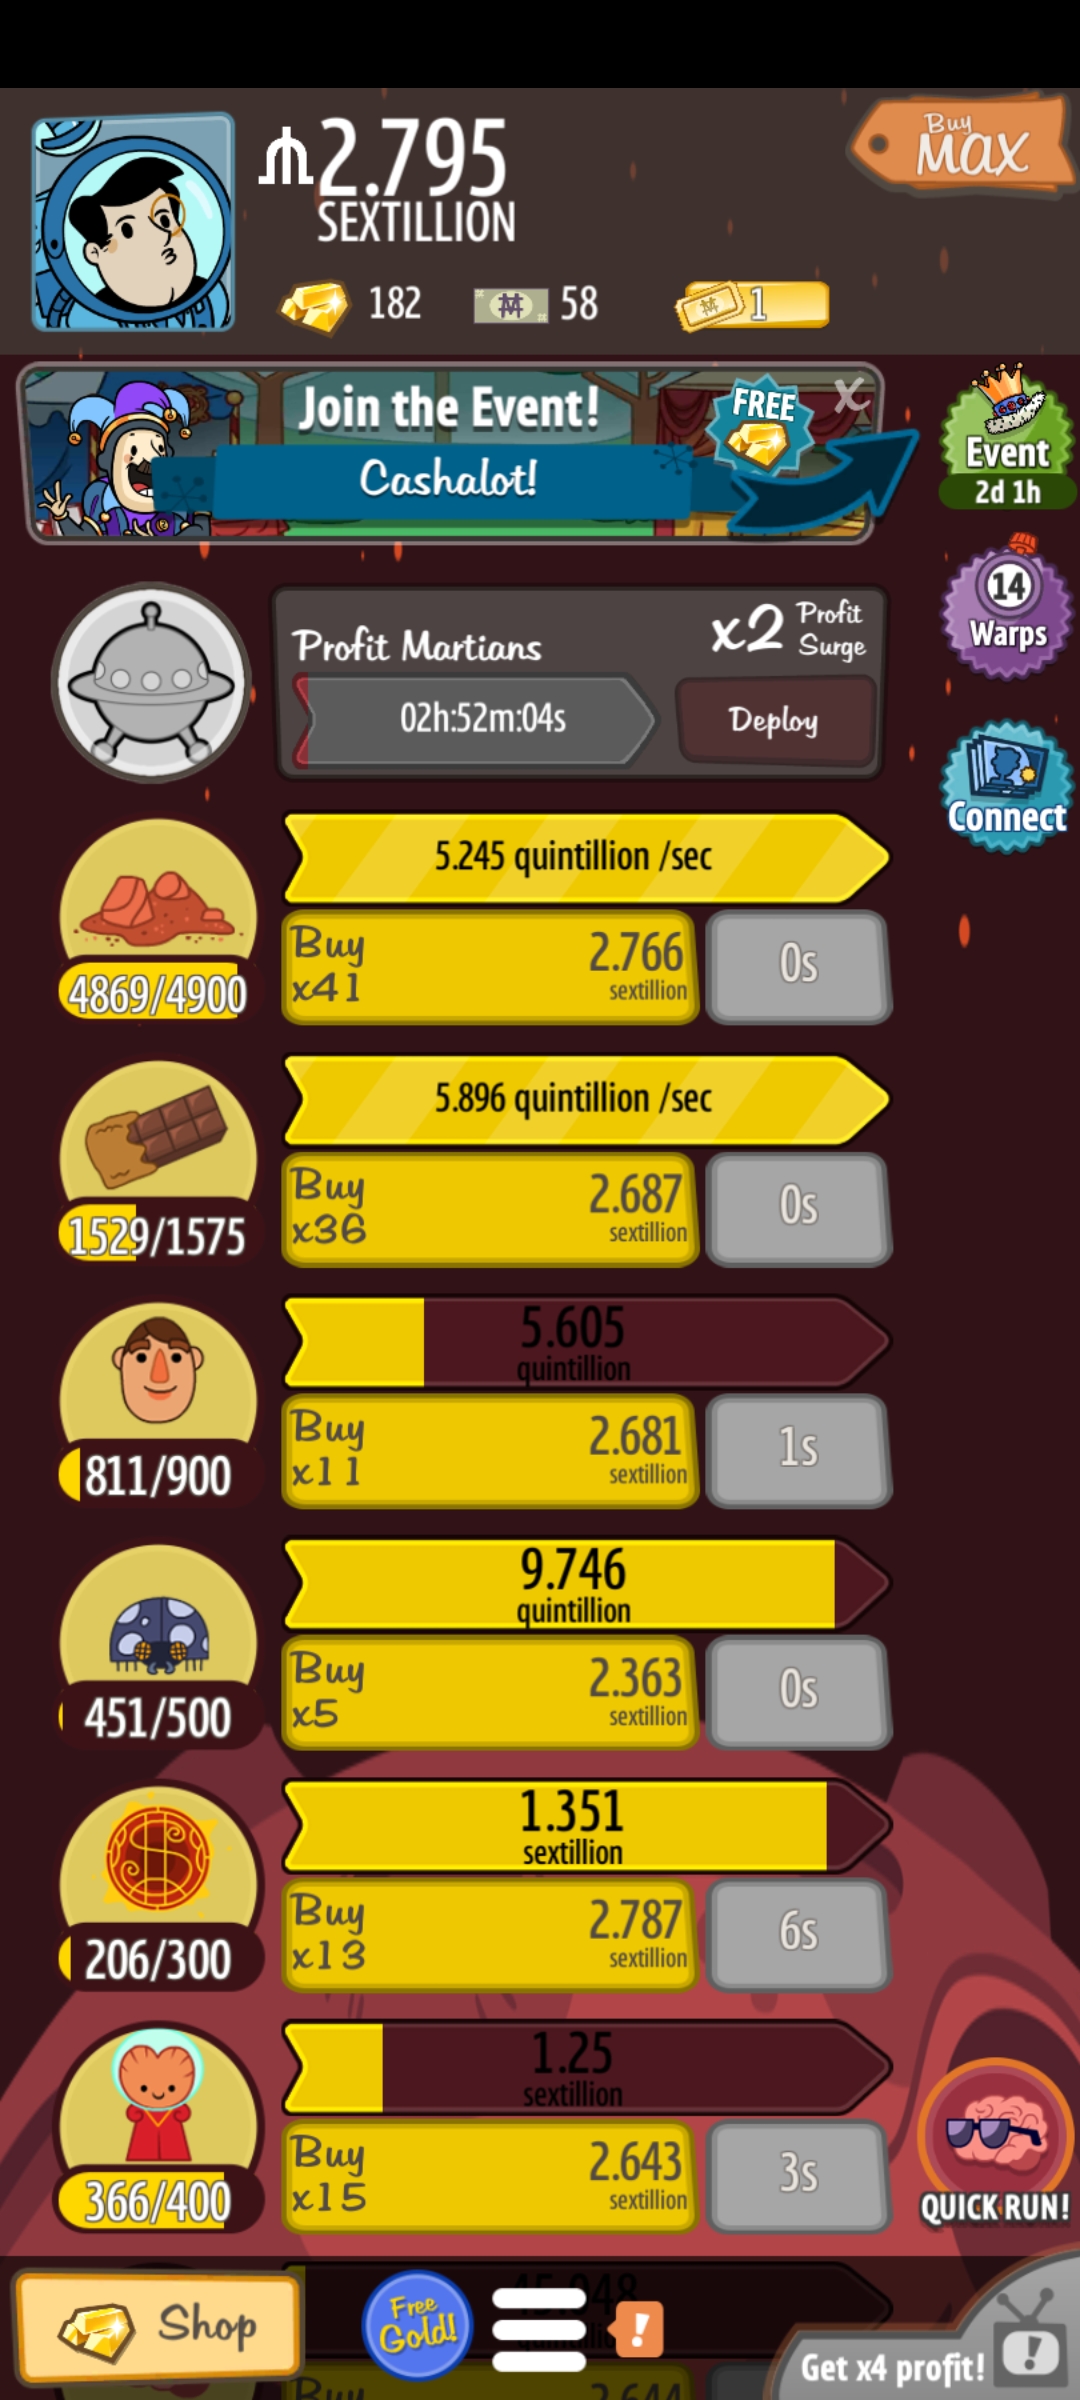 Buy
MAX
2.795
SEXTILLION
182
58
1
Join the Event!
FREE
X
Cashalot!
Event
2d 1h
14
Warps
Connect
Profit Martians
x2 Profit Surge
02h:52m:04s
Deploy
5.245 quintillion /sec
4869/4900
Buy x41
2.766 sextillion
0s
5.896 quintillion /sec
1529/1575
Buy x36
2.687 sextillion
0s
5.605 quintillion
811/900
Buy x11
2.681 sextillion
1s
9.746 quintillion
451/500
Buy x5
2.363 sextillion
0s
1.351 sextillion
206/300
Buy x13
2.787 sextillion
6s
1.25 sextillion
366/400
Buy x15
2.643 sextillion
3s
QUICK RUN!
Shop
Free Gold!
!
!
Get x4 profit!
Buy